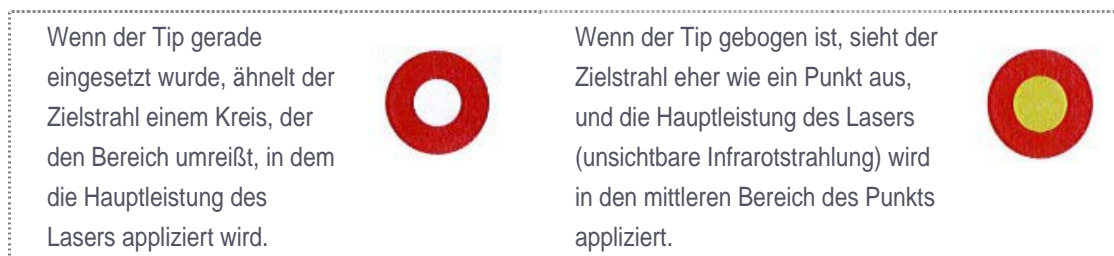 Wenn der Tip gerade
eingesetzt wurde, ähnelt der
Zielstrahl einem Kreis, der
den Bereich umreißt, in dem
die Hauptleistung des
Lasers appliziert wird.
Wenn der Tip gebogen ist, sieht der
Zielstrahl eher wie ein Punkt aus,
und die Hauptleistung des Lasers
(unsichtbare Infrarotstrahlung) wird
in den mittleren Bereich des Punkts
appliziert.